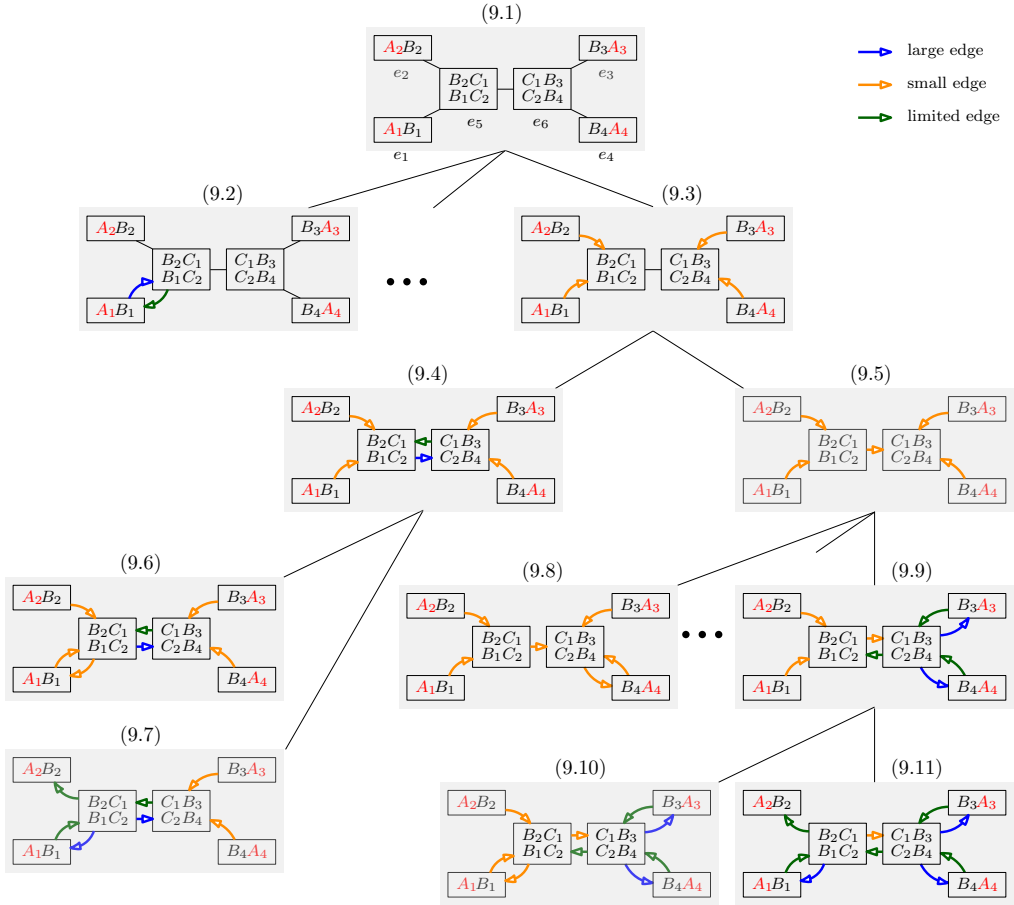 (9.1)
A₂B₂ B₃A₃
e₂ e₃
B₂C₁ C₁B₃
B₁C₂ C₂B₄
A₁B₁ e₅ e₆ B₄A₄
e₁ e₄
large edge
small edge
limited edge
(9.2)
A₂B₂ B₃A₃
B₂C₁ C₁B₃
B₁C₂ C₂B₄
A₁B₁ B₄A₄
(9.3)
A₂B₂ B₃A₃
B₂C₁ C₁B₃
B₁C₂ C₂B₄
A₁B₁ B₄A₄
(9.4)
A₂B₂ B₃A₃
B₂C₁ C₁B₃
B₁C₂ C₂B₄
A₁B₁ B₄A₄
(9.5)
A₂B₂ B₃A₃
B₂C₁ C₁B₃
B₁C₂ C₂B₄
A₁B₁ B₄A₄
(9.6)
A₂B₂ B₃A₃
B₂C₁ C₁B₃
B₁C₂ C₂B₄
A₁B₁ B₄A₄
(9.8)
A₂B₂ B₃A₃
B₂C₁ C₁B₃
B₁C₂ C₂B₄
A₁B₁ B₄A₄
(9.9)
A₂B₂ B₃A₃
B₂C₁ C₁B₃
B₁C₂ C₂B₄
A₁B₁ B₄A₄
(9.7)
A₂B₂ B₃A₃
B₂C₁ C₁B₃
B₁C₂ C₂B₄
A₁B₁ B₄A₄
(9.10)
A₂B₂ B₃A₃
B₂C₁ C₁B₃
B₁C₂ C₂B₄
A₁B₁ B₄A₄
(9.11)
A₂B₂ B₃A₃
B₂C₁ C₁B₃
B₁C₂ C₂B₄
A₁B₁ B₄A₄